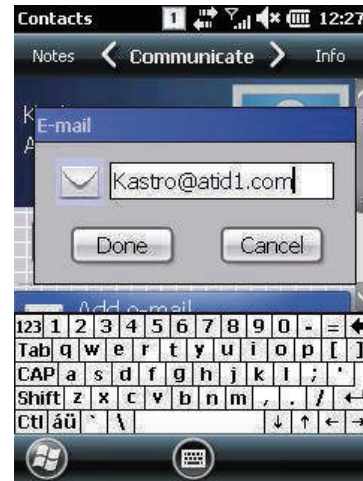 Contacts 1 12:27
Notes Communicate Info
E-mail
Kastro@atid1.com
Done Cancel
Add e-mail
123 1 2 3 4 5 6 7 8 9 0 - =
Tab q w e r t y u i o p [ ]
CAP a s d f g h j k l ; '
Shift z x c v b n m , . /
Ctl áü ` \ ↓ ↑ ← →